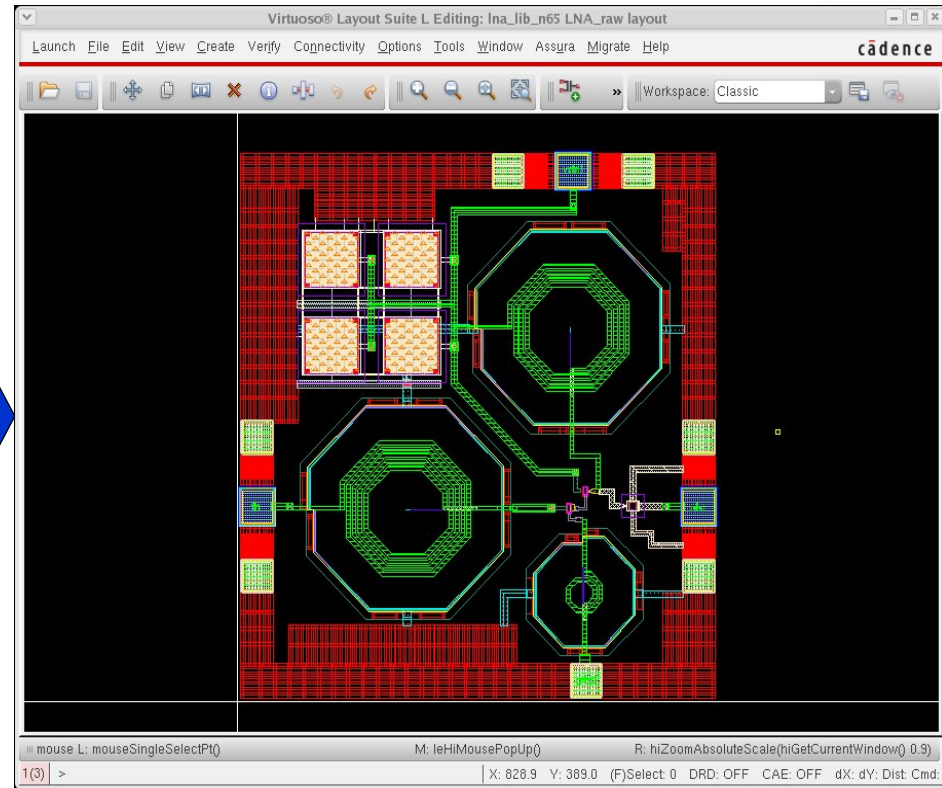 Virtuoso® Layout Suite L Editing: lna_lib_n65 LNA_raw layout
Launch File Edit View Create Verify Connectivity Options Tools Window Assura Migrate Help cādence
» Workspace: Classic
mouse L: mouseSingleSelectPt() M: leHiMousePopUp() R: hiZoomAbsoluteScale(hiGetCurrentWindow() 0.9)
1(3) > X: 828.9 Y: 389.0 (F)Select: 0 DRD: OFF CAE: OFF dX: dY: Dist: Cmd: